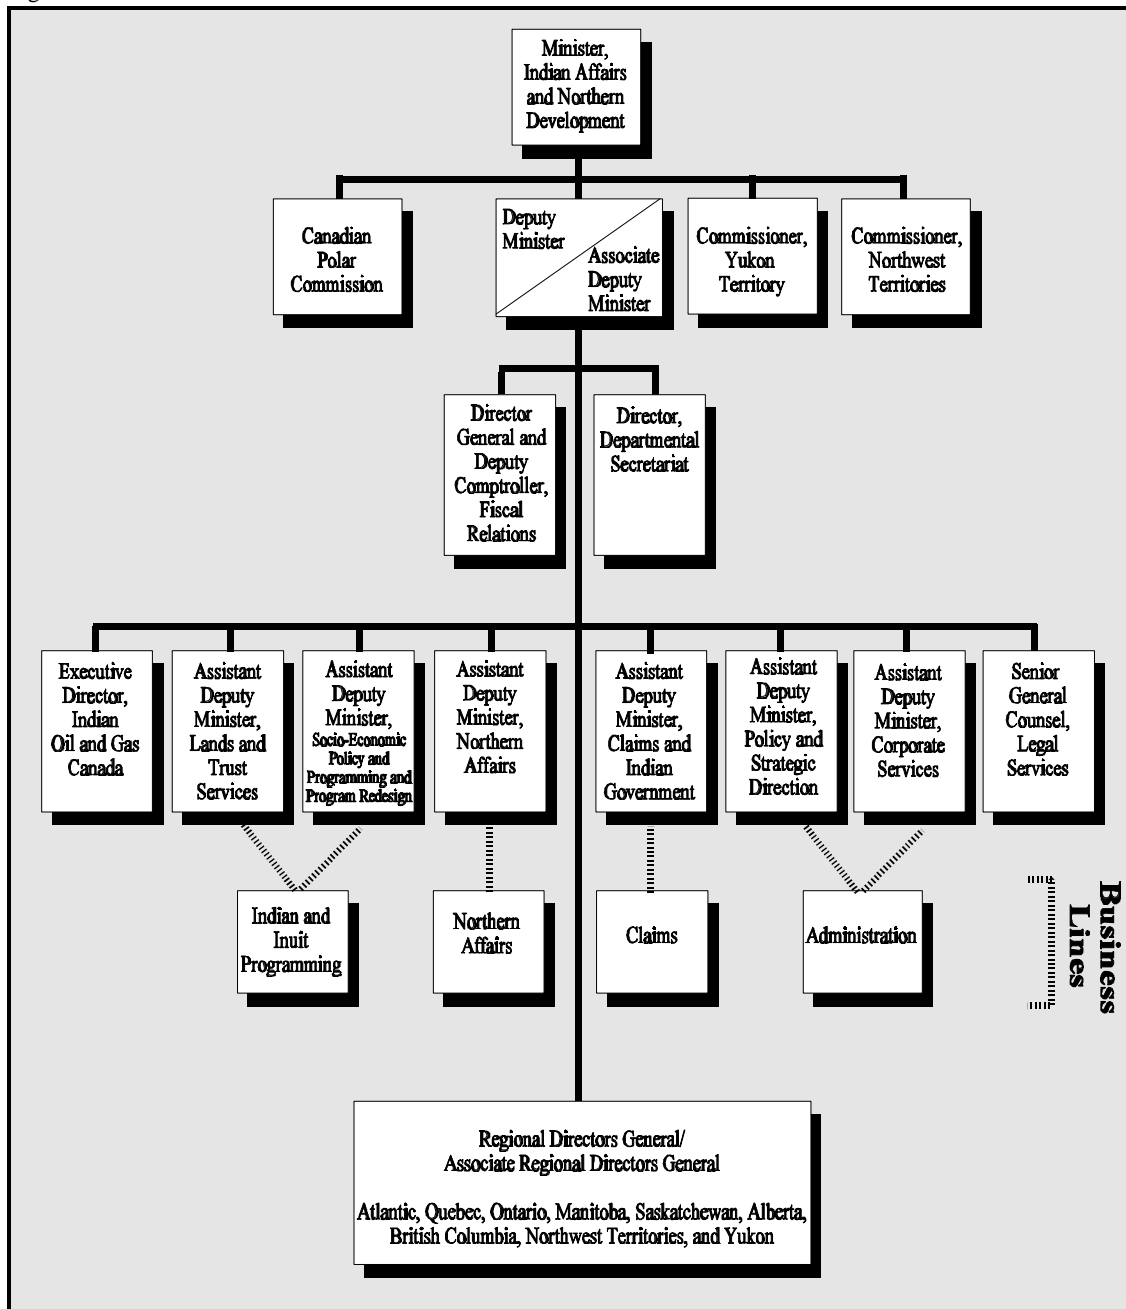 Minister,
Indian Affairs
and Northern
Development
Canadian
Polar
Commission
Deputy
Minister
Associate
Deputy
Minister
Commissioner,
Yukon
Territory
Commissioner,
Northwest
Territories
Director
General and
Deputy
Comptroller,
Fiscal
Relations
Director,
Departmental
Secretariat
Executive
Director,
Indian
Oil and Gas
Canada
Assistant
Deputy
Minister,
Lands and
Trust
Services
Assistant
Deputy
Minister,
Socio-Economic
Policy and
Programming and
Program Redesign
Assistant
Deputy
Minister,
Northern
Affairs
Assistant
Deputy
Minister,
Claims and
Indian
Government
Assistant
Deputy
Minister,
Policy and
Strategic
Direction
Assistant
Deputy
Minister,
Corporate
Services
Senior
General
Counsel,
Legal
Services
Indian and
Inuit
Programming
Northern
Affairs
Claims
Administration
Business
Lines
Regional Directors General/
Associate Regional Directors General
Atlantic, Quebec, Ontario, Manitoba, Saskatchewan, Alberta,
British Columbia, Northwest Territories, and Yukon